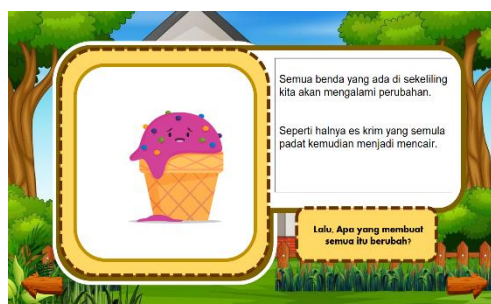 Semua benda yang ada di sekeliling
kita akan mengalami perubahan.
Seperti halnya es krim yang semula
padat kemudian menjadi mencair.
Lalu, Apa yang membuat
semua itu berubah?